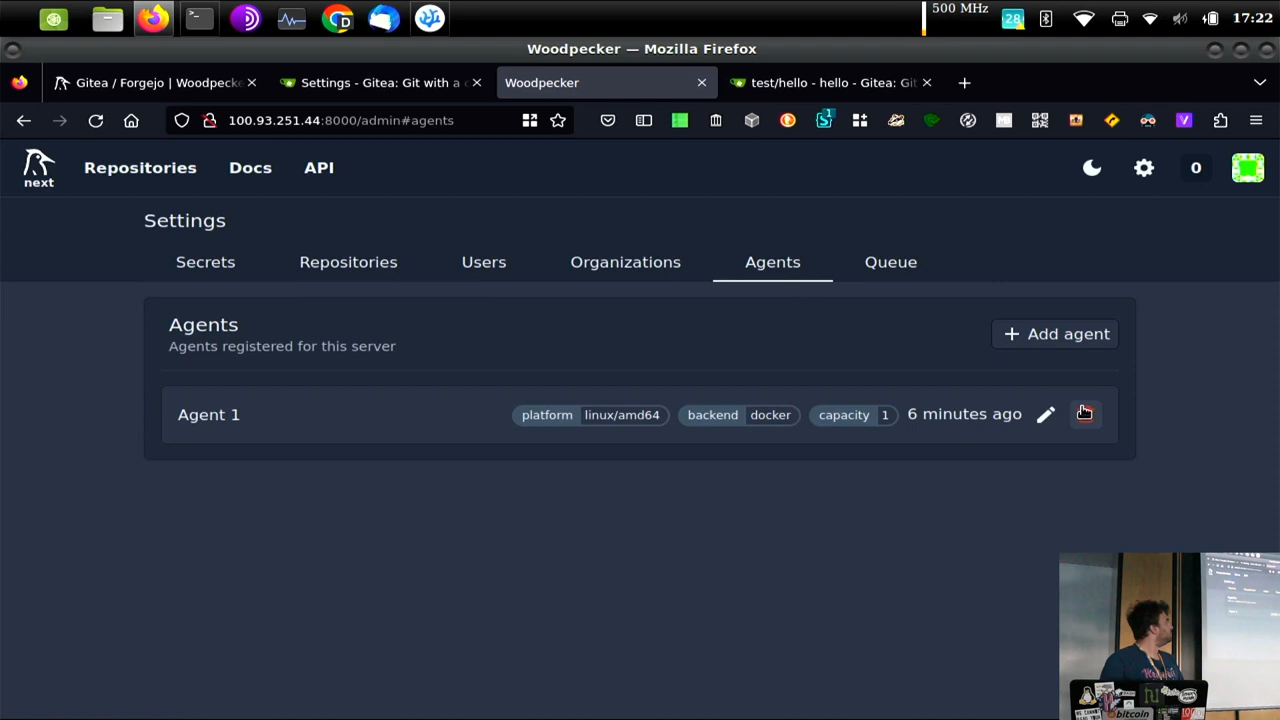 500 MHz
28
17:22
Woodpecker — Mozilla Firefox
Gitea / Forgejo | Woodpecke
Settings - Gitea: Git with a c
Woodpecker
test/hello - hello - Gitea: Git
100.93.251.44:8000/admin#agents
1
next
Repositories
Docs
API
0
Settings
Secrets
Repositories
Users
Organizations
Agents
Queue
Agents
Agents registered for this server
+ Add agent
Agent 1
platform linux/amd64
backend docker
capacity 1
6 minutes ago
bitcoin